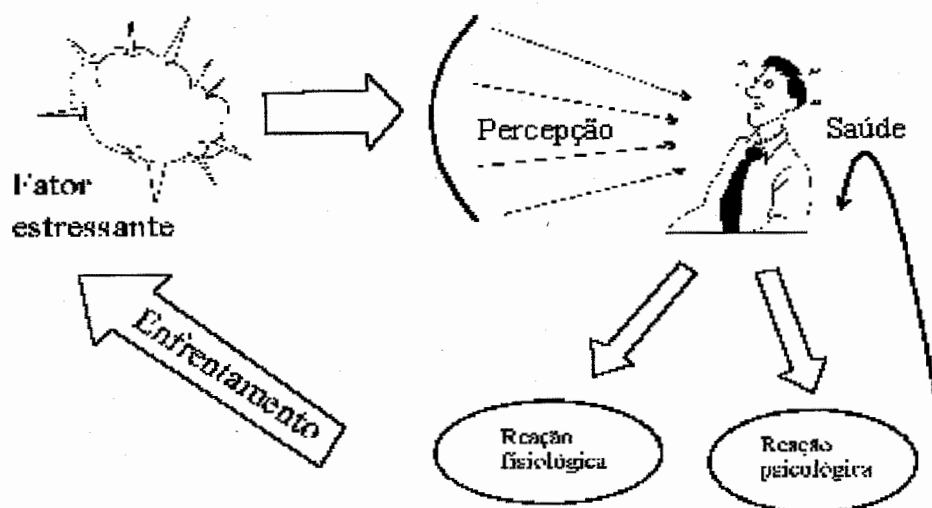 Percepção
Saúde
Fator
estressante
Enfrentamento
Reação
fisiológica
Reação
psicológica